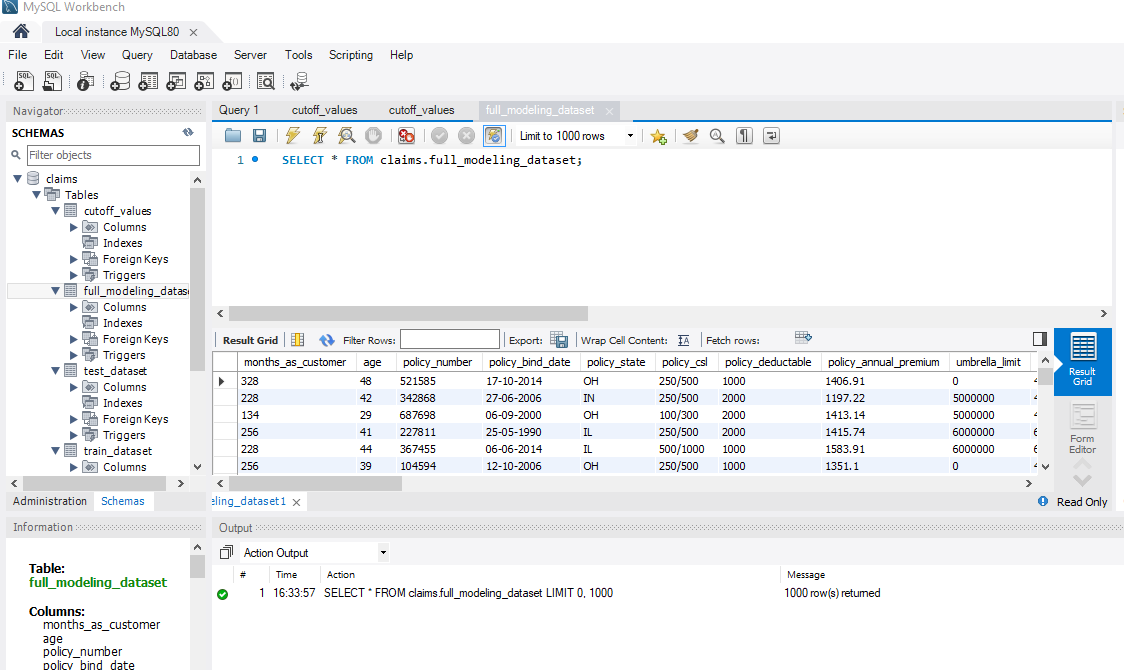 MySQL Workbench
Local instance MySQL80
File Edit View Query Database Server Tools Scripting Help
Navigator
SCHEMAS
Filter objects
claims
Tables
cutoff_values
Columns
Indexes
Foreign Keys
Triggers
full_modeling_datas
Columns
Indexes
Foreign Keys
Triggers
test_dataset
Columns
Indexes
Foreign Keys
Triggers
train_dataset
Columns
Administration Schemas
Information
Table:
full_modeling_dataset
Columns:
months_as_customer
age
policy_number
policy_bind_date
Query 1 cutoff_values cutoff_values full_modeling_dataset
Limit to 1000 rows
1 SELECT * FROM claims.full_modeling_dataset;
Result Grid Filter Rows: Export: Wrap Cell Content: Fetch rows:
months_as_customer age policy_number policy_bind_date policy_state policy_csl policy_deductable policy_annual_premium umbrella_limit
328 48 521585 17-10-2014 OH 250/500 1000 1406.91 0
228 42 342868 27-06-2006 IN 250/500 2000 1197.22 5000000
134 29 687698 06-09-2000 OH 100/300 2000 1413.14 5000000
256 41 227811 25-05-1990 IL 250/500 2000 1415.74 6000000
228 44 367455 06-06-2014 IL 500/1000 1000 1583.91 6000000
256 39 104594 12-10-2006 OH 250/500 1000 1351.1 0
Result
Grid
Form
Editor
eling_dataset1
Read Only
Output
Action Output
# Time Action Message
1 16:33:57 SELECT * FROM claims.full_modeling_dataset LIMIT 0, 1000 1000 row(s) returned